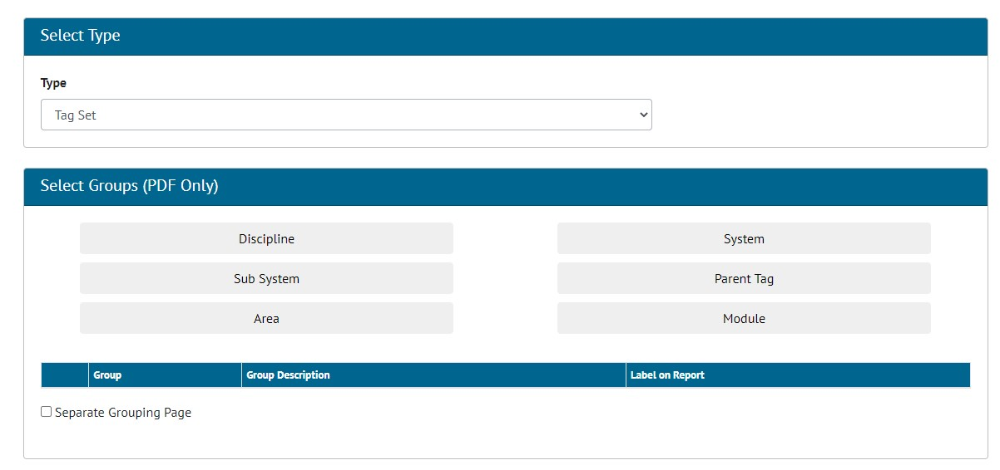 Select Type
Type
Tag Set
Select Groups (PDF Only)
Discipline
System
Sub System
Parent Tag
Area
Module
Group
Group Description
Label on Report
Separate Grouping Page